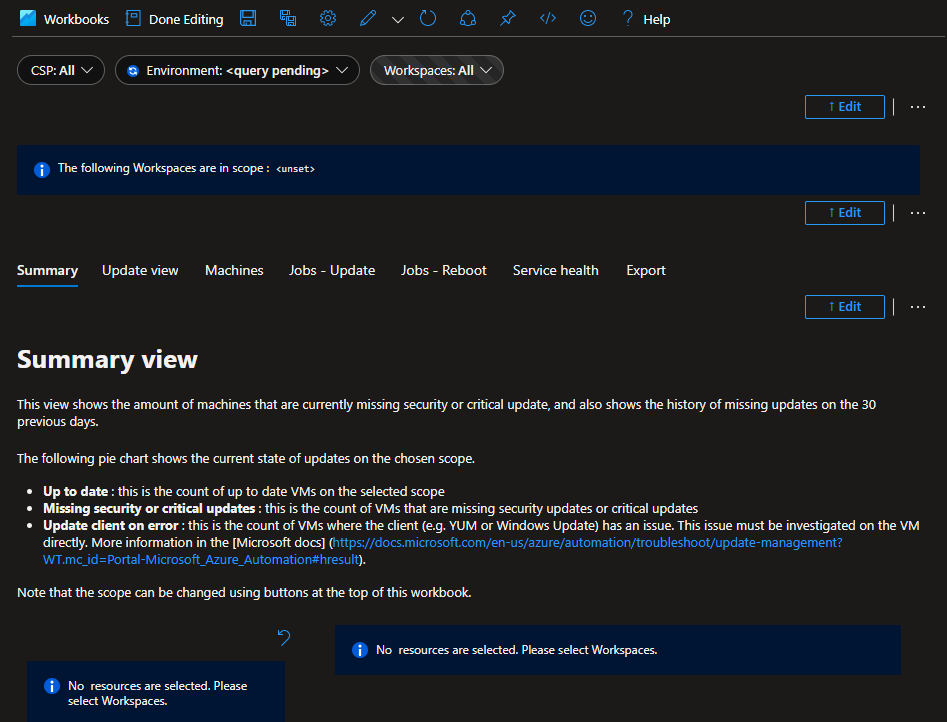 Workbooks Done Editing Help
CSP: All Environment: <query pending> Workspaces: All
↑ Edit | ...
The following Workspaces are in scope : <unset>
↑ Edit | ...
Summary Update view Machines Jobs - Update Jobs - Reboot Service health Export
↑ Edit | ...
Summary view
This view shows the amount of machines that are currently missing security or critical update, and also shows the history of missing updates on the 30
previous days.
The following pie chart shows the current state of updates on the chosen scope.
• Up to date : this is the count of up to date VMs on the selected scope
• Missing security or critical updates : this is the count of VMs that are missing security updates or critical updates
• Update client on error : this is the count of VMs where the client (e.g. YUM or Windows Update) has an issue. This issue must be investigated on the VM
directly. More information in the [Microsoft docs] (https://docs.microsoft.com/en-us/azure/automation/troubleshoot/update-management?
WT.mc_id=Portal-Microsoft_Azure_Automation#hresult).
Note that the scope can be changed using buttons at the top of this workbook.
No resources are selected. Please select Workspaces.
No resources are selected. Please
select Workspaces.